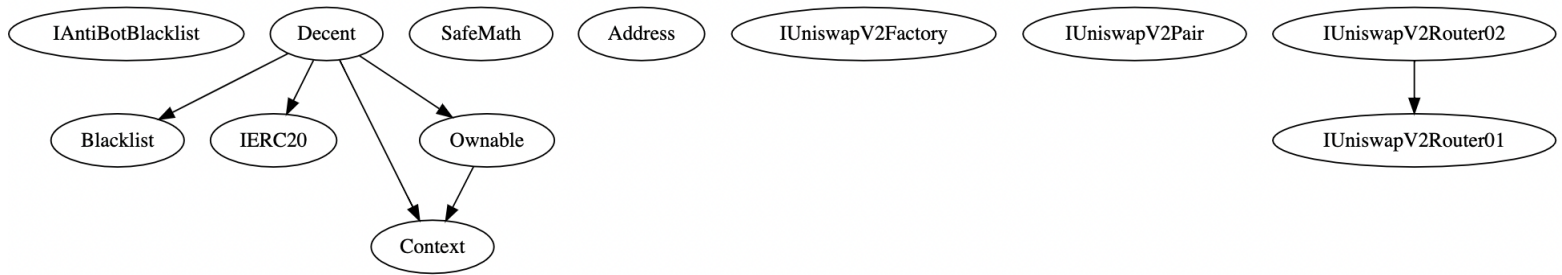 IAntiBotBlacklist
Decent
SafeMath
Address
IUniswapV2Factory
IUniswapV2Pair
IUniswapV2Router02
Blacklist
IERC20
Ownable
IUniswapV2Router01
Context